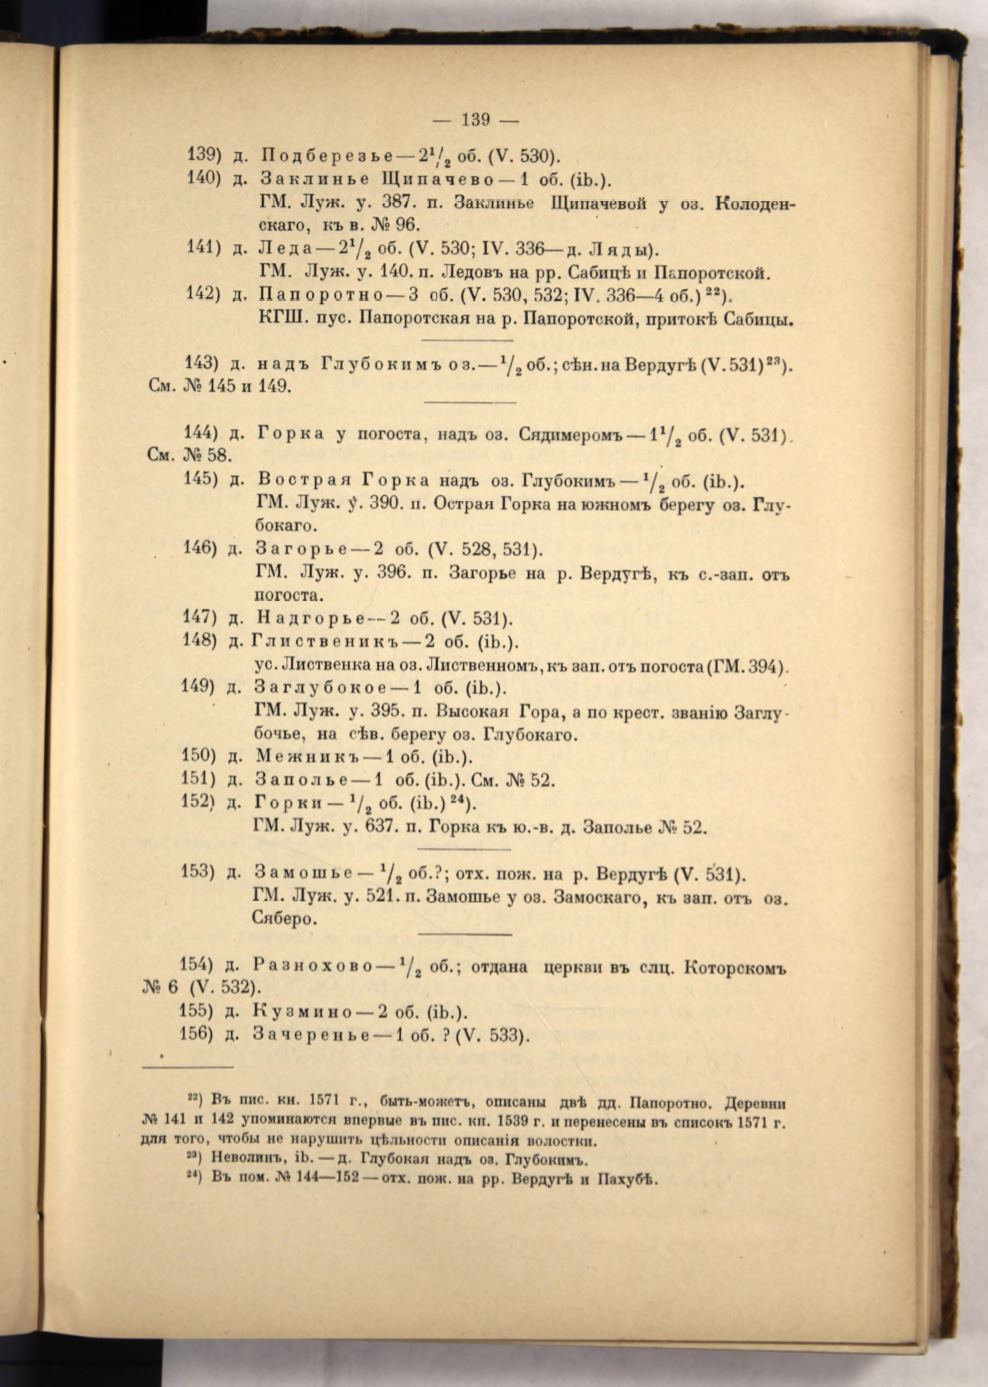 — 139 —
139) д. Подберезье—2¹/₂ об. (V. 530).
140) д. Заклинье Щипачево—1 об. (ib.).
ГМ. Луж. у. 387. п. Заклинье Щипачевой у оз. Колоден-
скаго, къ в. № 96.
141) д. Леда—2¹/₂ об. (V. 530; IV. 336—д. Ляды).
ГМ. Луж. у. 140. п. Ледовъ на рр. Сабицѣ и Папоротской.
142) д. Папоротно—3 об. (V. 530, 532; IV. 336—4 об.) ²²).
КГШ. пус. Папоротская на р. Папоротской, притокѣ Сабицы.
143) д. надъ Глубокимъ оз.—¹/₂ об.; сѣн. на Вердугѣ (V. 531) ²³).
См. № 145 и 149.
144) д. Горка у погоста, надъ оз. Сядимеромъ—1¹/₂ об. (V. 531).
См. № 58.
145) д. Вострая Горка надъ оз. Глубокимъ—¹/₂ об. (ib.).
ГМ. Луж. у. 390. п. Острая Горка на южномъ берегу оз. Глу-
бокаго.
146) д. Загорье—2 об. (V. 528, 531).
ГМ. Луж. у. 396. п. Загорье на р. Вердугѣ, къ с.-зап. отъ
погоста.
147) д. Надгорье—2 об. (V. 531).
148) д. Глиственикъ—2 об. (ib.).
ус. Лиственка на оз. Лиственномъ, къ зап. отъ погоста (ГМ. 394).
149) д. Заглубокое—1 об. (ib.).
ГМ. Луж. у. 395. п. Высокая Гора, а по крест. званію Заглу-
бочье, на сѣв. берегу оз. Глубокаго.
150) д. Межникъ—1 об. (ib.).
151) д. Заполье—1 об. (ib.). См. № 52.
152) д. Горки—¹/₂ об. (ib.) ²⁴).
ГМ. Луж. у. 637. п. Горка къ ю.-в. д. Заполье № 52.
153) д. Замошье—¹/₂ об.?; отх. пож. на р. Вердугѣ (V. 531).
ГМ. Луж. у. 521. п. Замошье у оз. Замоскаго, къ зап. отъ оз.
Сяберо.
154) д. Разнохово—¹/₂ об.; отдана церкви въ слц. Которскомъ
№ 6 (V. 532).
155) д. Кузмино—2 об. (ib.).
156) д. Зачеренье—1 об. ? (V. 533).
²²) Въ пис. кн. 1571 г., быть-можетъ, описаны двѣ дд. Папоротно. Деревни
№ 141 и 142 упоминаются впервые въ пис. кн. 1539 г. и перенесены въ списокъ 1571 г.
для того, чтобы не нарушить цѣльности описанія волостки.
²³) Неволинъ, ib. — д. Глубокая надъ оз. Глубокимъ.
²⁴) Въ пом. № 144—152—отх. пож. на рр. Вердугѣ и Пахубѣ.